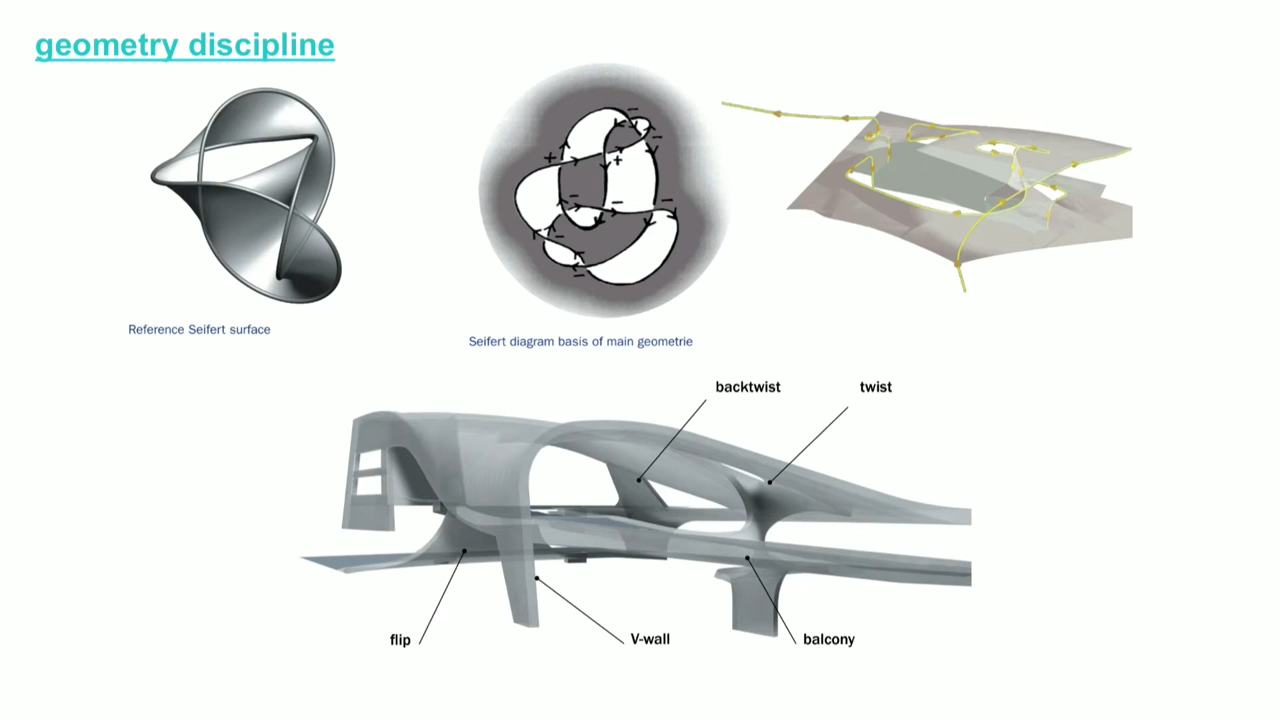 geometry discipline
Reference Seifert surface
Seifert diagram basis of main geometrie
backtwist
twist
flip
V-wall
balcony